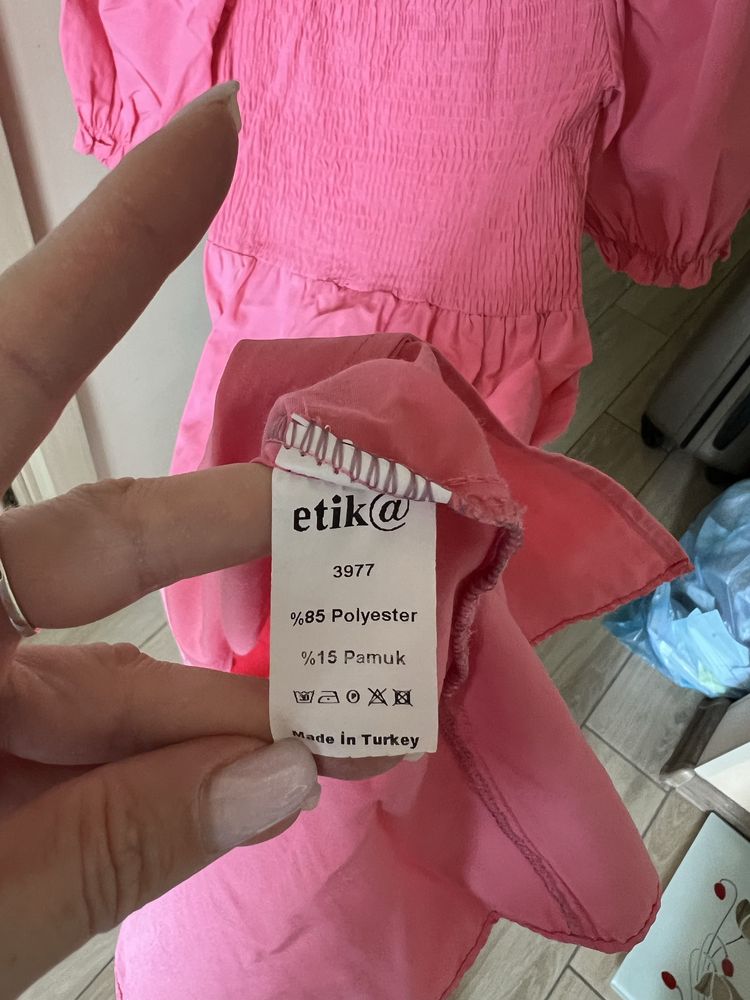 etik@
3977
%85 Polyester
%15 Pamuk
Made in Turkey